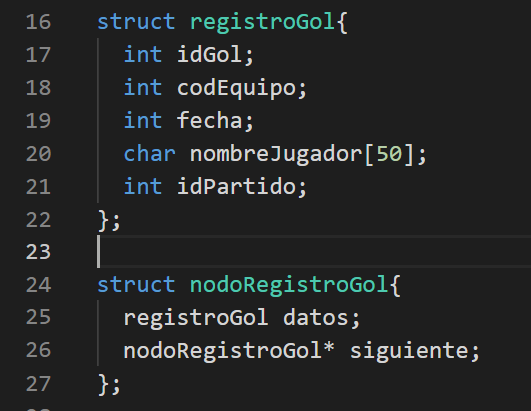 16 struct registroGol{
17 int idGol;
18 int codEquipo;
19 int fecha;
20 char nombreJugador[50];
21 int idPartido;
22 };
23
24 struct nodoRegistroGol{
25 registroGol datos;
26 nodoRegistroGol* siguiente;
27 };